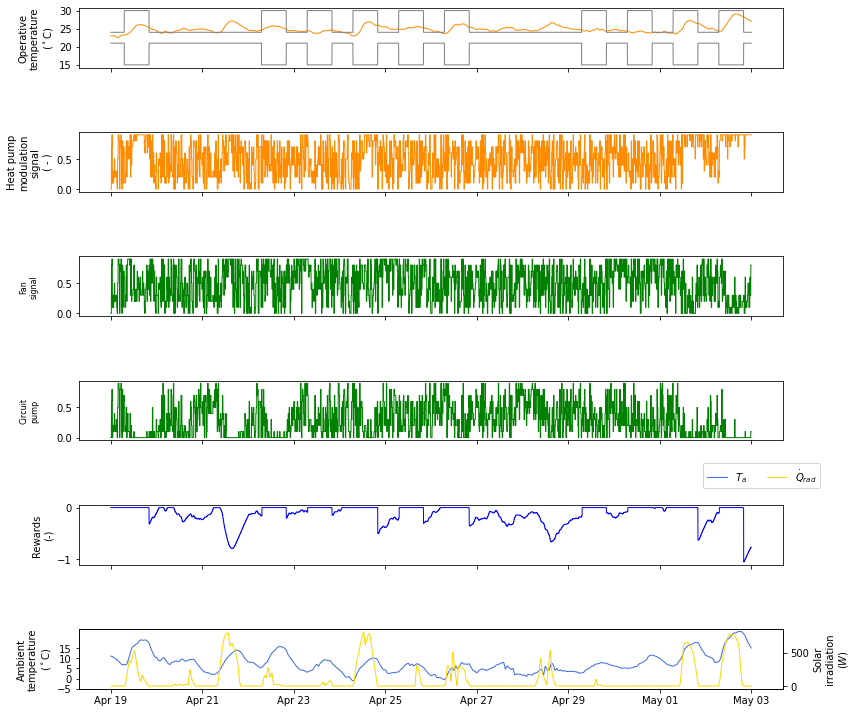 Operative
temperature
(°C)
30
25
20
15
Heat pump
modulation
signal
( - )
0.5
0.0
Fan
signal
0.5
0.0
Circuit
pump
0.5
0.0
T_a
Q̇_rad
Rewards
(-)
0
−1
Ambient
temperature
(°C)
15
10
5
0
−5
Solar
irradiation
(W)
500
0
Apr 19 Apr 21 Apr 23 Apr 25 Apr 27 Apr 29 May 01 May 03